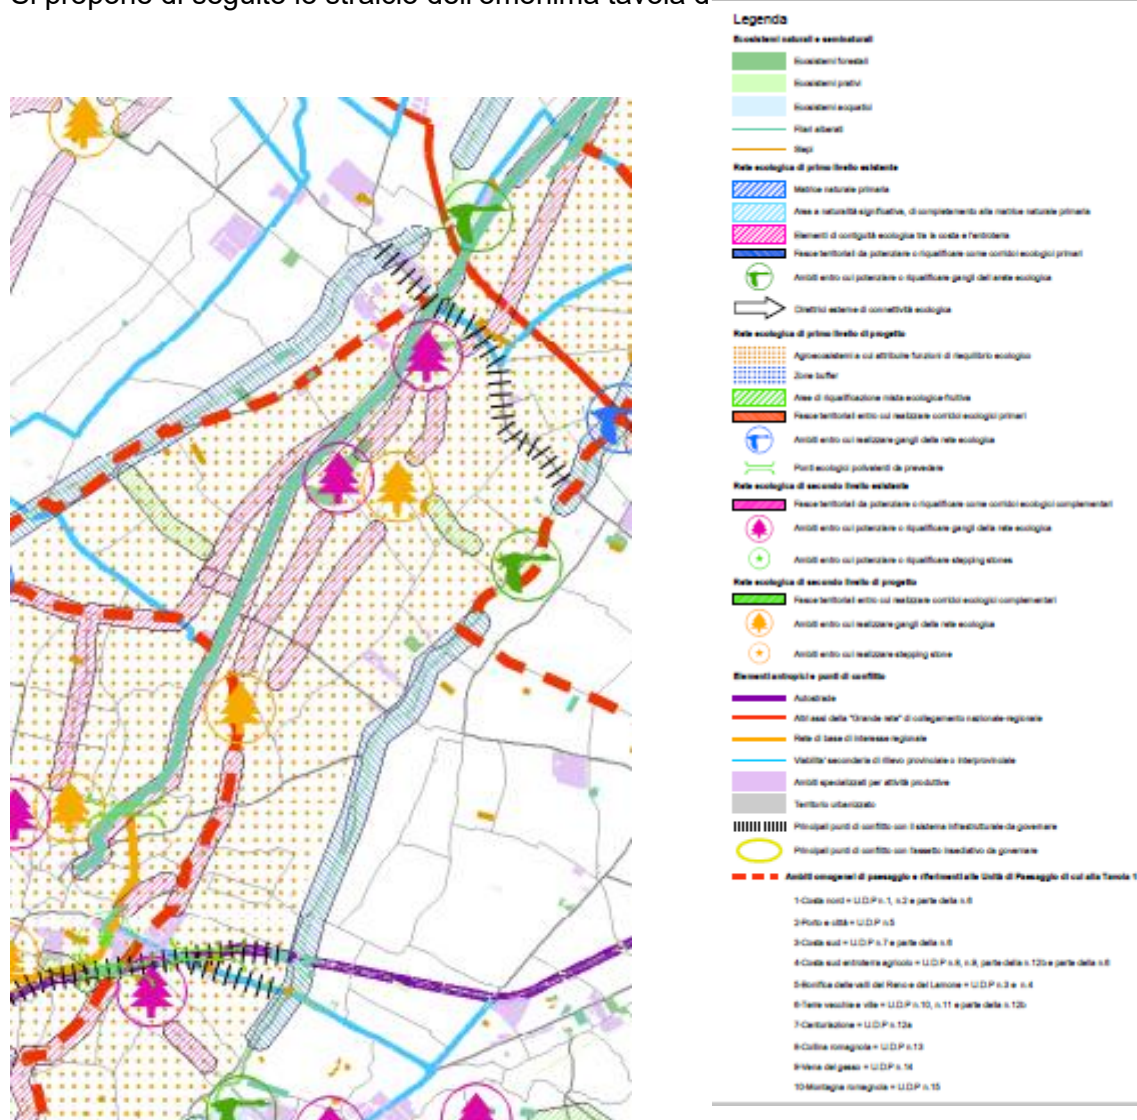 Si propone di seguito lo stralcio dell'omonima tavola d
Legenda
Ecosistemi naturali e seminaturali
Ecosistemi forestali
Ecosistemi prativi
Ecosistemi acquatici
Filari alberati
Siepi
Rete ecologica di primo livello esistente
Matrice naturale primaria
Aree a naturalità significativa, di completamento alla matrice naturale primaria
Elementi di contiguità ecologica tra la costa e l'entroterra
Fasce territoriali da potenziare o riqualificare come corridoi ecologici primari
Ambiti entro cui potenziare o riqualificare gangli della rete ecologica
Direttrici esterne di connettività ecologica
Rete ecologica di primo livello di progetto
Agroecosistemi a cui attribuire funzioni di riequilibrio ecologico
Zone buffer
Aree di riqualificazione mista ecologica-fruitiva
Fasce territoriali entro cui realizzare corridoi ecologici primari
Ambiti entro cui realizzare gangli della rete ecologica
Ponti ecologici polivalenti da prevedere
Rete ecologica di secondo livello esistente
Fasce territoriali da potenziare o riqualificare come corridoi ecologici complementari
Ambiti entro cui potenziare o riqualificare gangli della rete ecologica
Ambiti entro cui potenziare o riqualificare stepping stones
Rete ecologica di secondo livello di progetto
Fasce territoriali entro cui realizzare corridoi ecologici complementari
Ambiti entro cui realizzare gangli della rete ecologica
Ambiti entro cui realizzare stepping stone
Elementi antropici e punti di conflitto
Autostrade
Altri assi della "Grande rete" di collegamento nazionale-regionale
Rete di base di interesse regionale
Viabilita' secondaria di rilievo provinciale o interprovinciale
Ambiti specializzati per attività produttive
Territorio urbanizzato
Principali punti di conflitto con il sistema infrastrutturale da governare
Principali punti di conflitto con l'assetto insediativo da governare
Ambiti omogenei di paesaggio e riferimenti alle Unità di Paesaggio di cui alla Tavola 1
1-Costa nord = U.D.P n.1, n.2 e parte della n.6
2-Porto e città = U.D.P n.5
3-Costa sud = U.D.P n.7 e parte della n.6
4-Costa sud entroterra agricolo = U.D.P n.8, n.9, parte della n.12b e parte della n.6
5-Bonifica delle valli del Reno e del Lamone = U.D.P n.3 e n.4
6-Terre vecchie e ville = U.D.P n.10, n.11 e parte della n.12b
7-Centuriazione = U.D.P n.12a
8-Collina romagnola = U.D.P n.13
9-Vena del gesso = U.D.P n.14
10-Montagna romagnola = U.D.P n.15